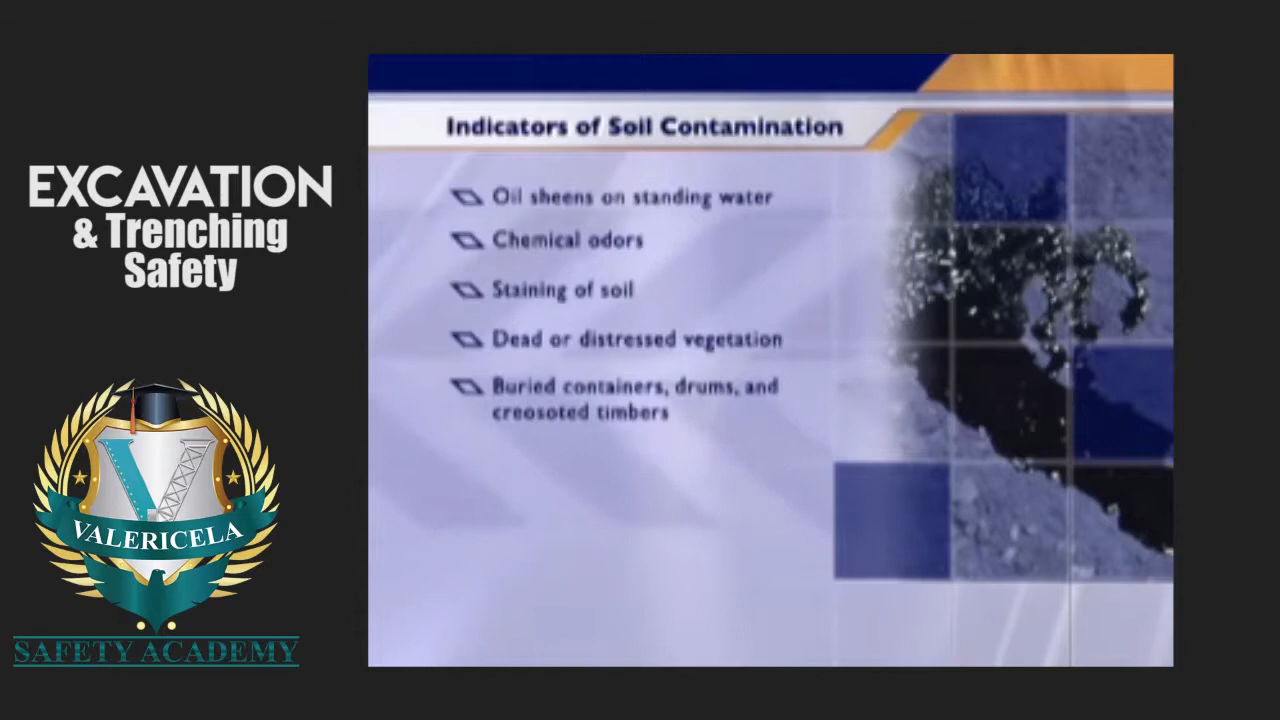 EXCAVATION
& Trenching
Safety
VALERICELA
SAFETY ACADEMY
Indicators of Soil Contamination
Oil sheens on standing water
Chemical odors
Staining of soil
Dead or distressed vegetation
Buried containers, drums, and
creosoted timbers